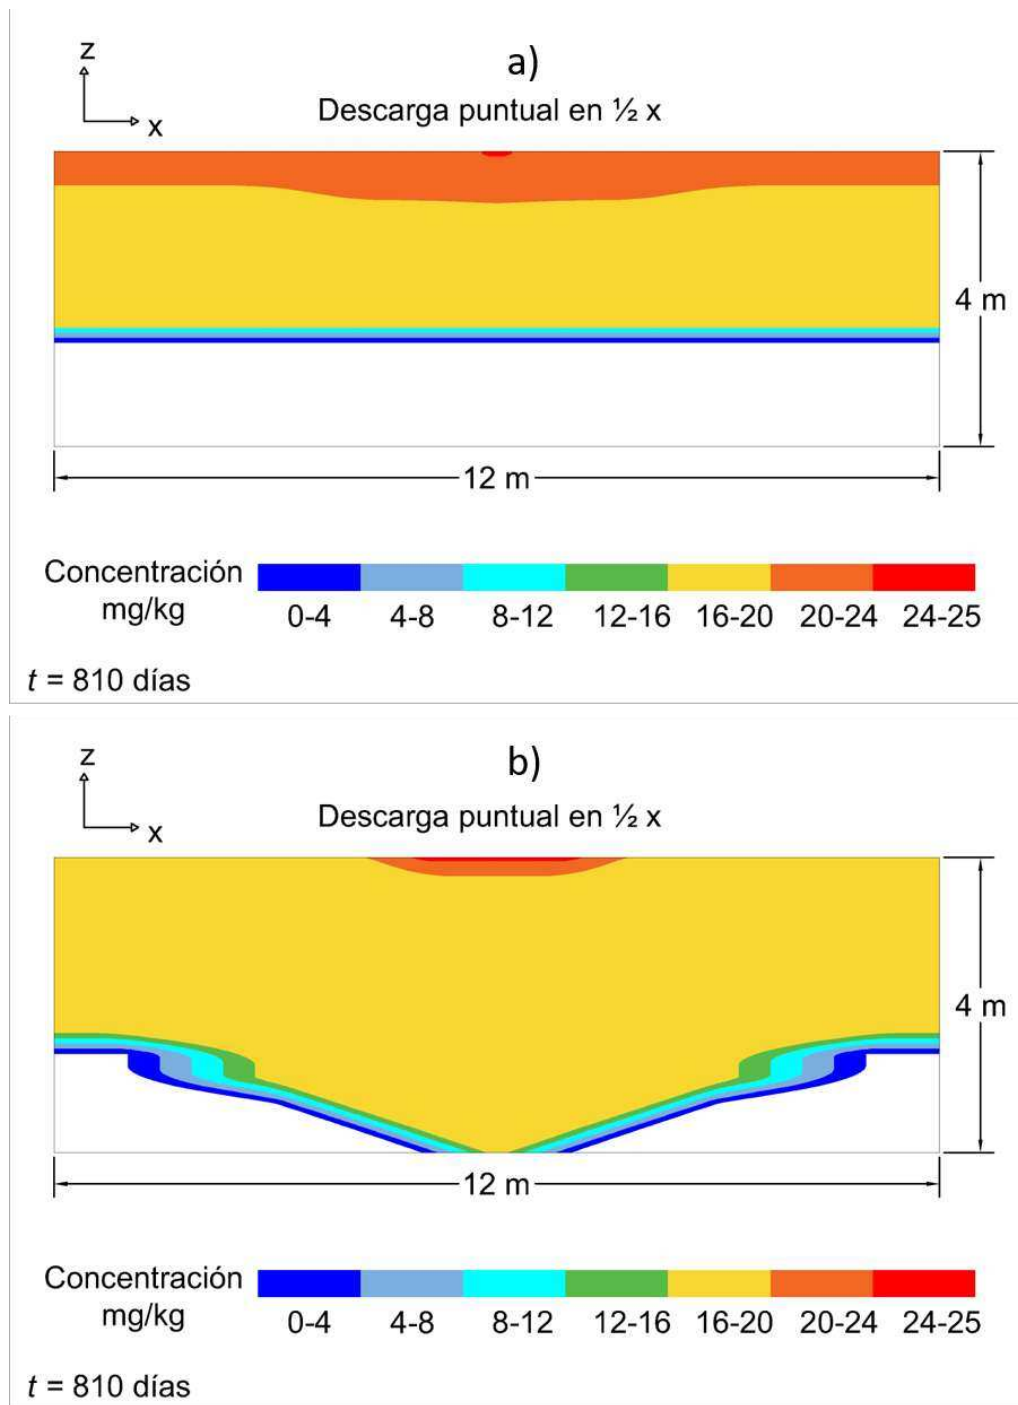 a)
z
x
Descarga puntual en ½ x
4 m
12 m
Concentración
mg/kg
0-4 4-8 8-12 12-16 16-20 20-24 24-25
t = 810 días
b)
z
x
Descarga puntual en ½ x
4 m
12 m
Concentración
mg/kg
0-4 4-8 8-12 12-16 16-20 20-24 24-25
t = 810 días